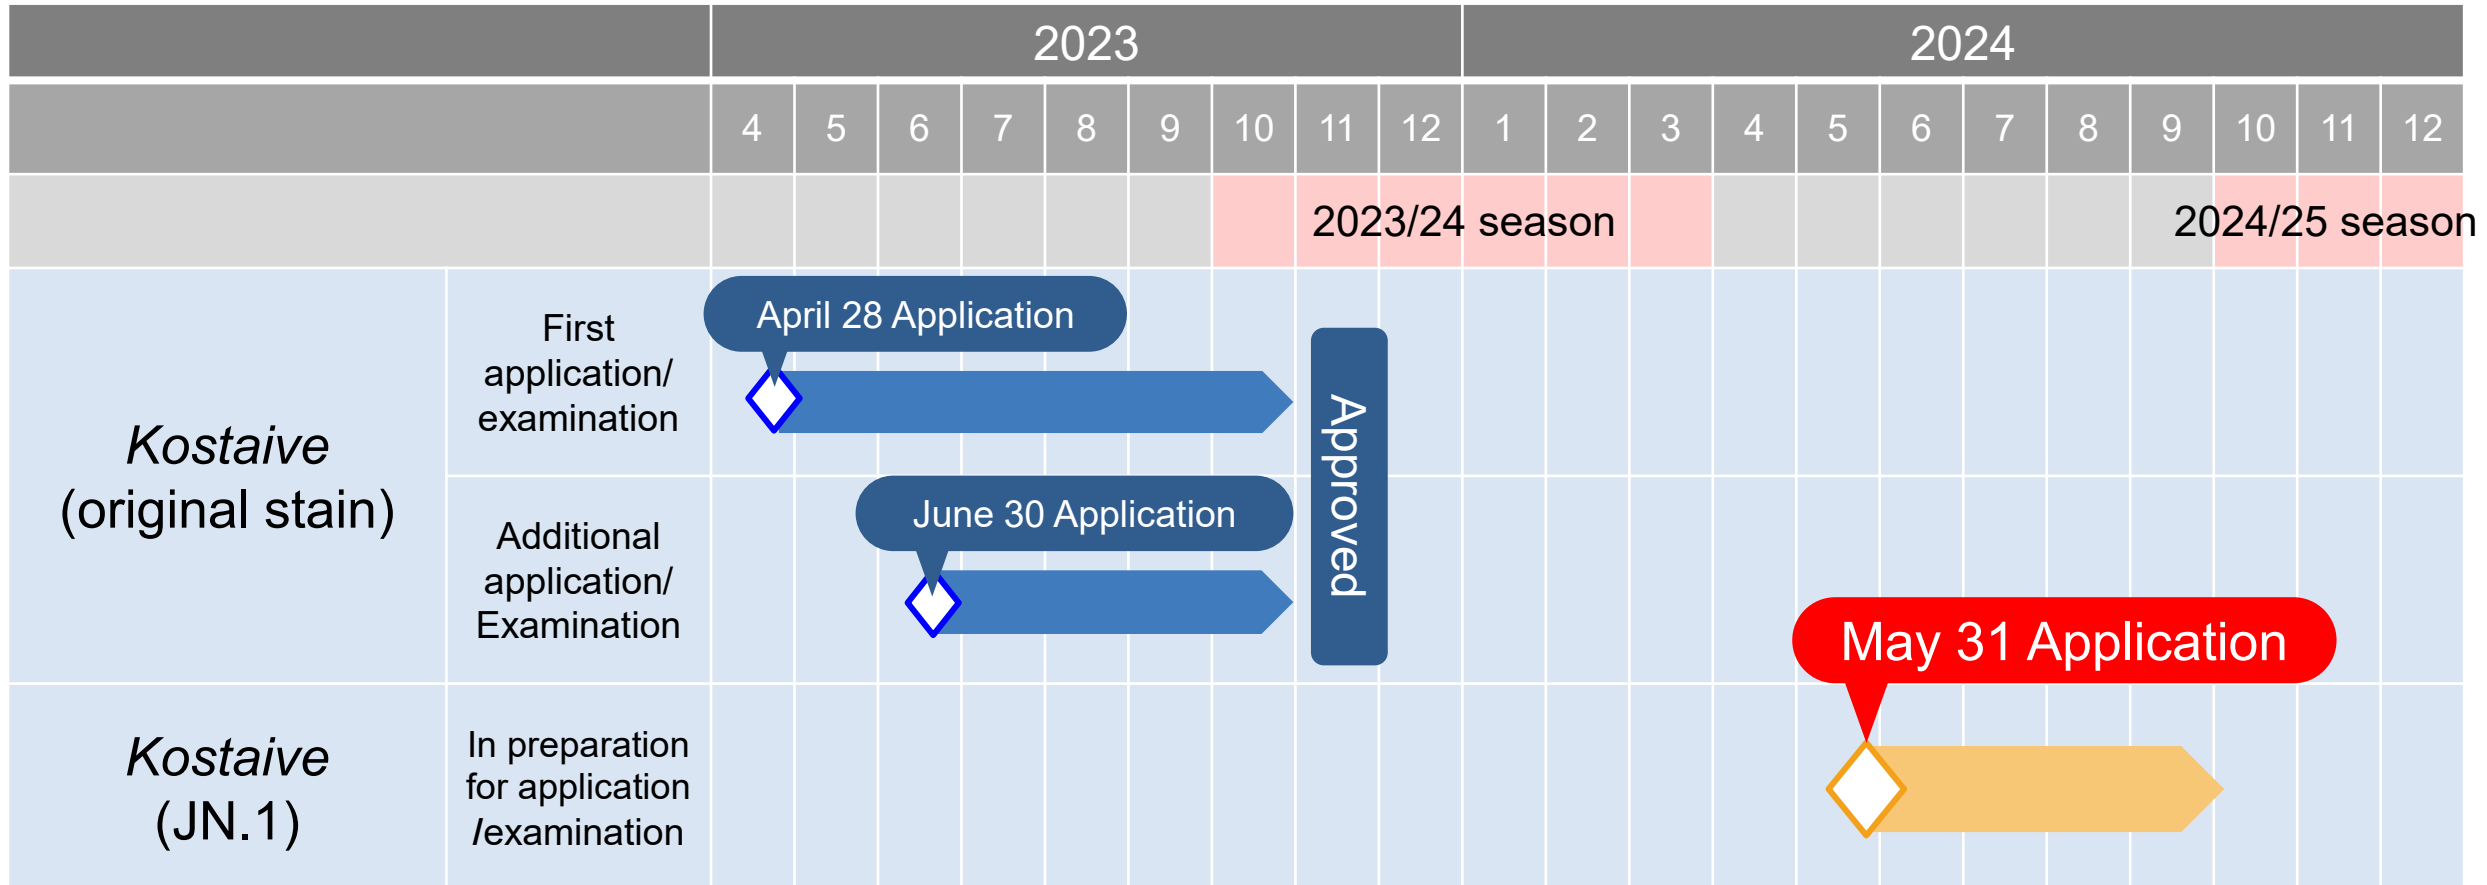 2023 2024
4 5 6 7 8 9 10 11 12 1 2 3 4 5 6 7 8 9 10 11 12
2023/24 season 2024/25 season
Kostaive
(original stain)
First
application/
examination
April 28 Application
Approved
Additional
application/
Examination
June 30 Application
Kostaive
(JN.1)
In preparation
for application
/examination
May 31 Application